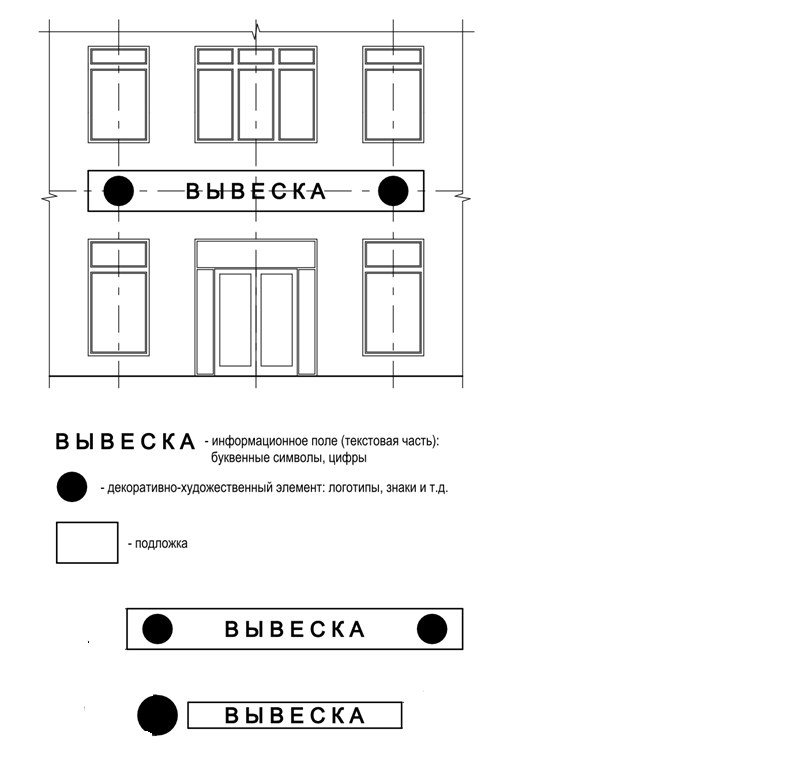 ВЫВЕСКА
ВЫВЕСКА - информационное поле (текстовая часть):
буквенные символы, цифры
- декоративно-художественный элемент: логотипы, знаки и т.д.
- подложка
ВЫВЕСКА
ВЫВЕСКА